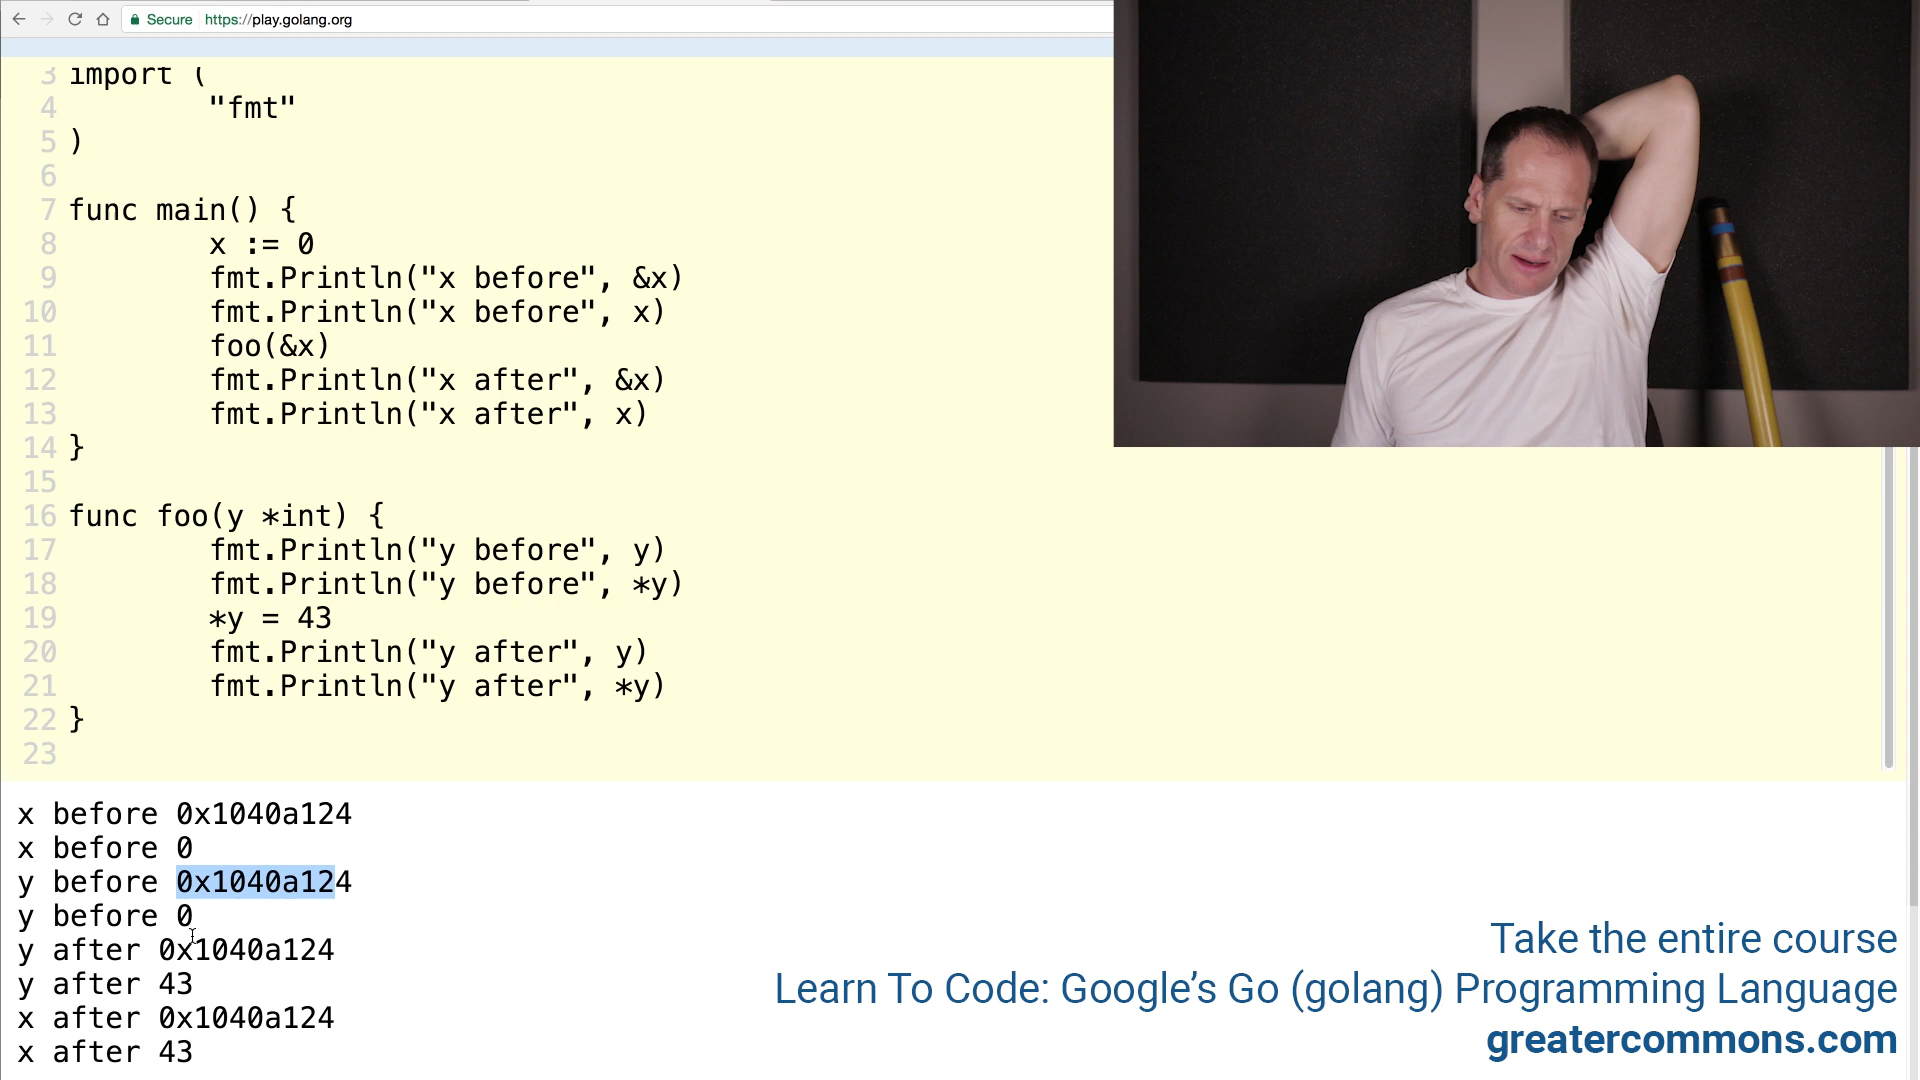 Secure https://play.golang.org
3 import (
4 "fmt"
5 )
6
7 func main() {
8 x := 0
9 fmt.Println("x before", &x)
10 fmt.Println("x before", x)
11 foo(&x)
12 fmt.Println("x after", &x)
13 fmt.Println("x after", x)
14 }
15
16 func foo(y *int) {
17 fmt.Println("y before", y)
18 fmt.Println("y before", *y)
19 *y = 43
20 fmt.Println("y after", y)
21 fmt.Println("y after", *y)
22 }
23
x before 0x1040a124
x before 0
y before 0x1040a124
y before 0
y after 0x1040a124
y after 43
x after 0x1040a124
x after 43
Take the entire course
Learn To Code: Google’s Go (golang) Programming Language
greatercommons.com